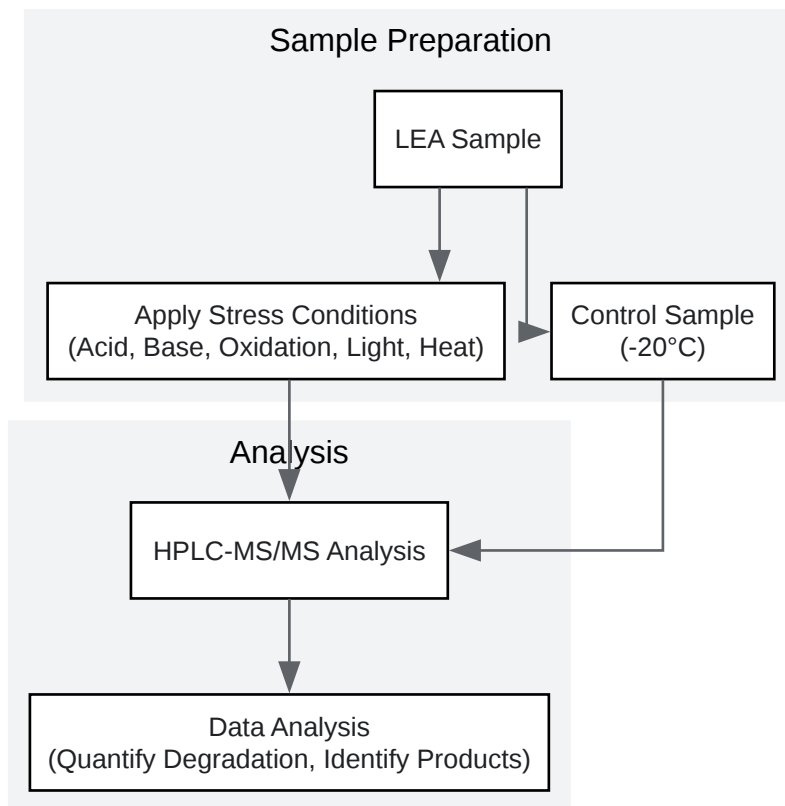 Sample Preparation
LEA Sample
Apply Stress Conditions
(Acid, Base, Oxidation, Light, Heat)
Control Sample
(-20°C)
Analysis
HPLC-MS/MS Analysis
Data Analysis
(Quantify Degradation, Identify Products)